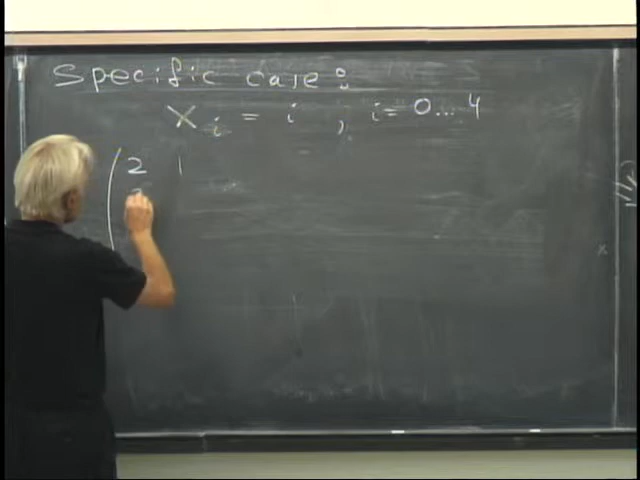 Specific case:
X_i = i , i = 0...4
( 2 1